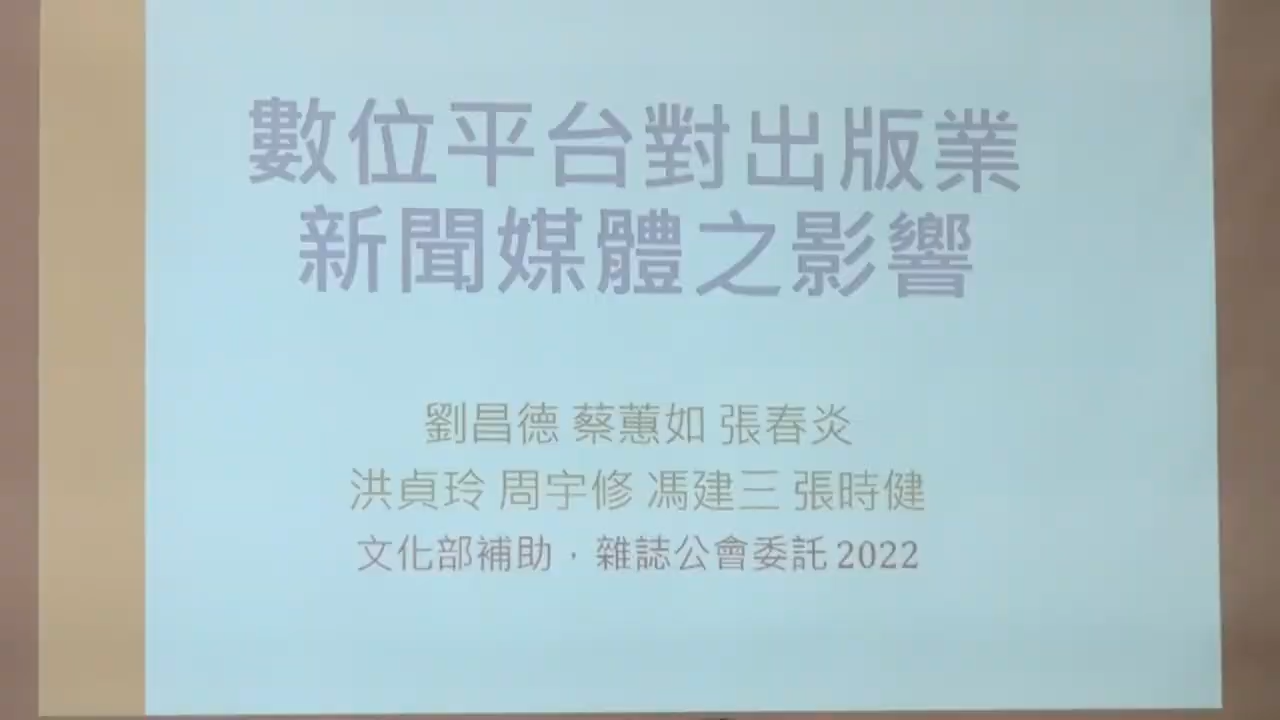 數位平台對出版業
新聞媒體之影響
劉昌德 蔡蕙如 張春炎
洪貞玲 周宇修 馮建三 張時健
文化部補助，雜誌公會委託 2022